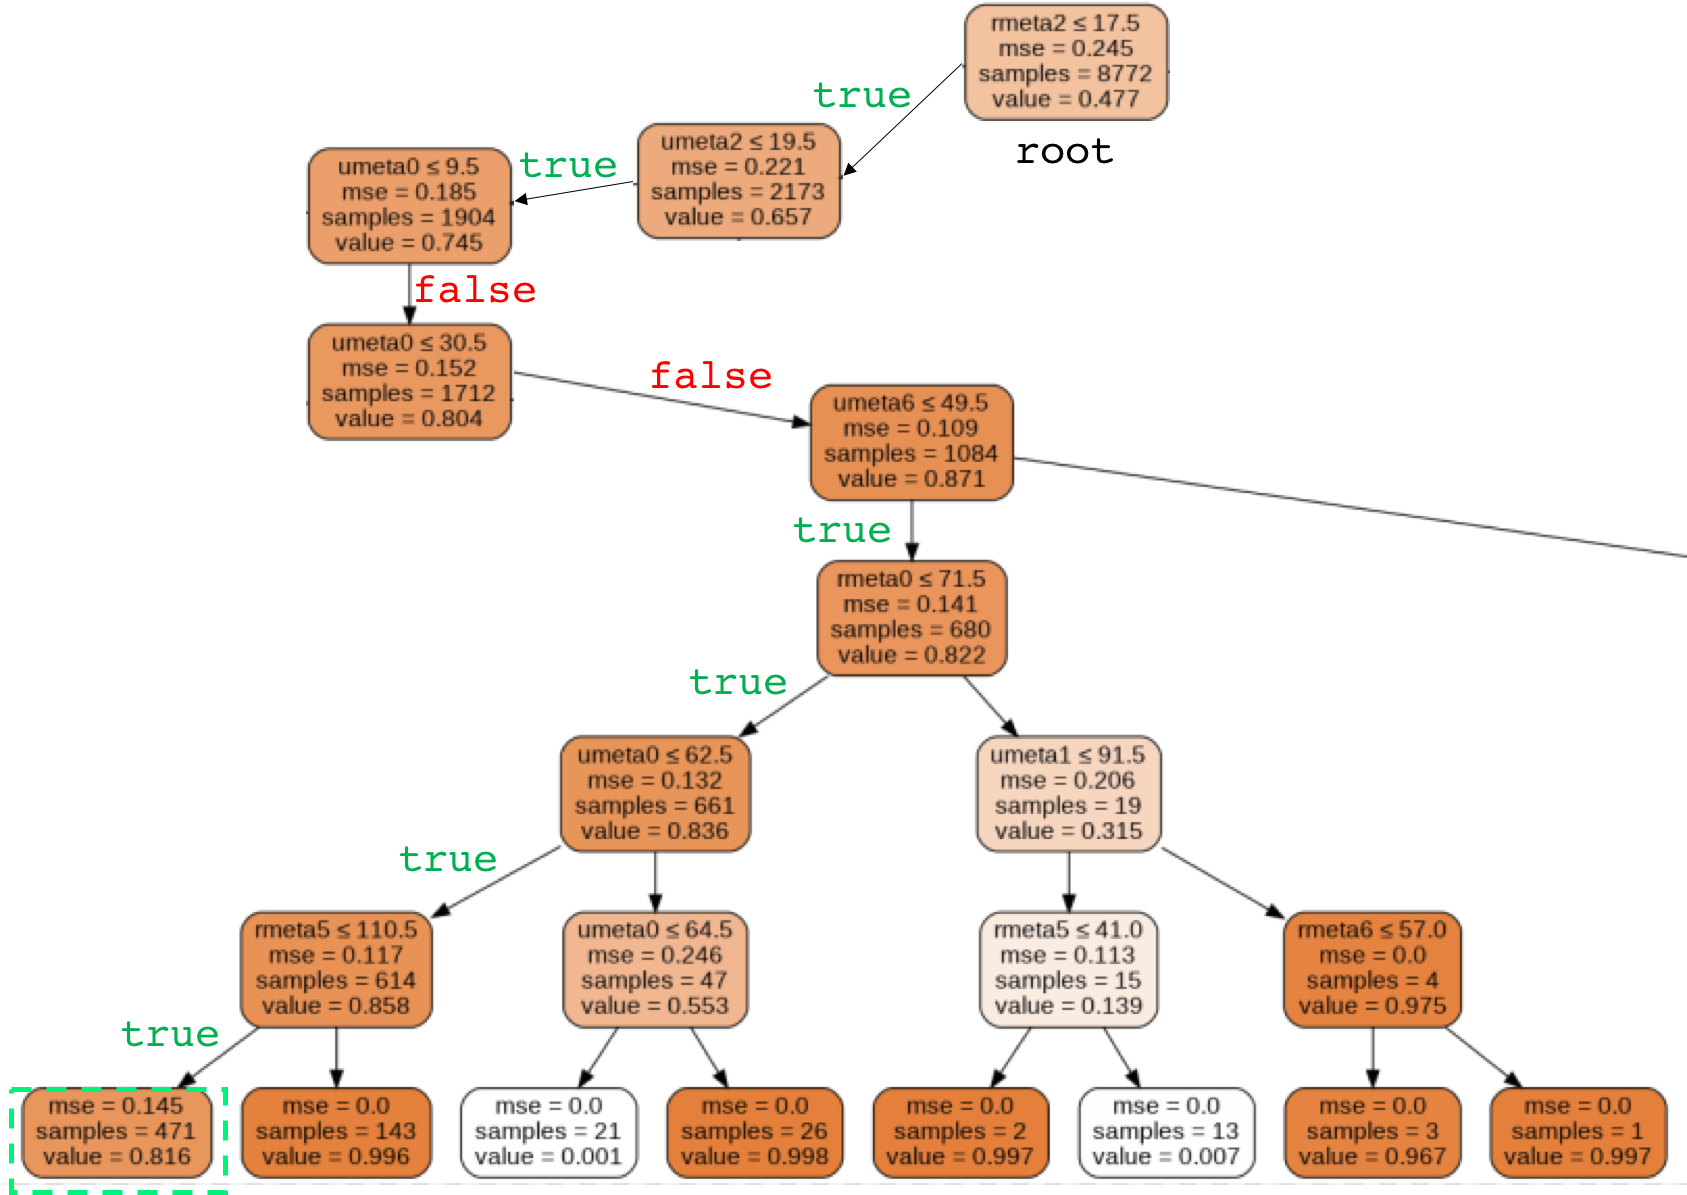 rmeta2 ≤ 17.5
mse = 0.245
samples = 8772
value = 0.477
root
true
umeta2 ≤ 19.5
mse = 0.221
samples = 2173
value = 0.657
true
umeta0 ≤ 9.5
mse = 0.185
samples = 1904
value = 0.745
false
umeta0 ≤ 30.5
mse = 0.152
samples = 1712
value = 0.804
false
umeta6 ≤ 49.5
mse = 0.109
samples = 1084
value = 0.871
true
rmeta0 ≤ 71.5
mse = 0.141
samples = 680
value = 0.822
true
umeta0 ≤ 62.5
mse = 0.132
samples = 661
value = 0.836
umeta1 ≤ 91.5
mse = 0.206
samples = 19
value = 0.315
true
rmeta5 ≤ 110.5
mse = 0.117
samples = 614
value = 0.858
umeta0 ≤ 64.5
mse = 0.246
samples = 47
value = 0.553
rmeta5 ≤ 41.0
mse = 0.113
samples = 15
value = 0.139
rmeta6 ≤ 57.0
mse = 0.0
samples = 4
value = 0.975
true
mse = 0.145
samples = 471
value = 0.816
mse = 0.0
samples = 143
value = 0.996
mse = 0.0
samples = 21
value = 0.001
mse = 0.0
samples = 26
value = 0.998
mse = 0.0
samples = 2
value = 0.997
mse = 0.0
samples = 13
value = 0.007
mse = 0.0
samples = 3
value = 0.967
mse = 0.0
samples = 1
value = 0.997